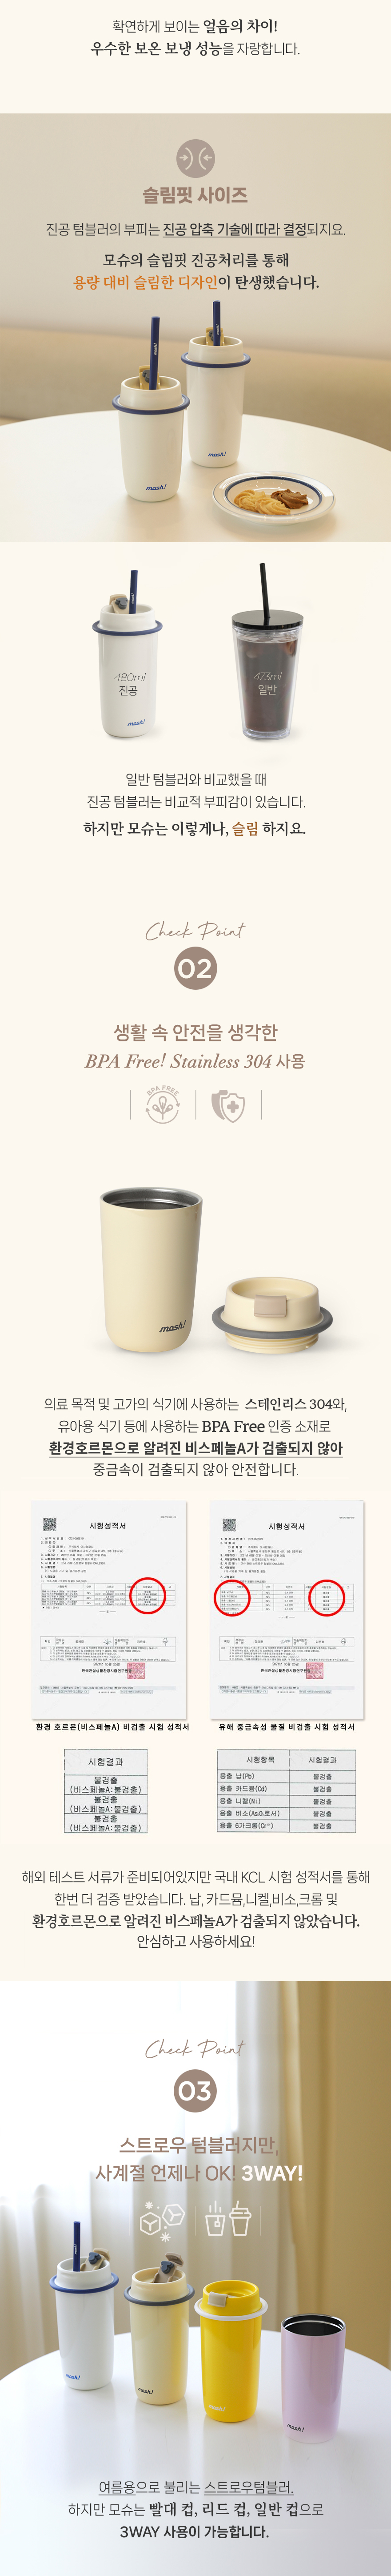 확연하게 보이는 얼음의 차이!
우수한 보온 보냉 성능을 자랑합니다.
슬림핏 사이즈
진공 텀블러의 부피는 진공 압축 기술에 따라 결정되지요.
모슈의 슬림핏 진공처리를 통해
용량 대비 슬림한 디자인이 탄생했습니다.
mosh!
mosh!
mosh!
mosh!
480ml
진공
mosh!
473ml
일반
일반 텀블러와 비교했을 때
진공 텀블러는 비교적 부피감이 있습니다.
하지만 모슈는 이렇게나, 슬림 하지요.
Check Point
02
생활 속 안전을 생각한
BPA Free! Stainless 304 사용
BPA FREE
mosh!
의료 목적 및 고가의 식기에 사용하는 스테인리스 304와,
유아용 식기 등에 사용하는 BPA Free 인증 소재로
환경호르몬으로 알려진 비스페놀A가 검출되지 않아
중금속이 검출되지 않아 안전합니다.
시험성적서
시험성적서
환경 호르몬(비스페놀A) 비검출 시험 성적서
유해 중금속성 물질 비검출 시험 성적서
시험결과
불검출
(비스페놀A:불검출)
불검출
(비스페놀A:불검출)
불검출
(비스페놀A:불검출)
시험항목 시험결과
용출 납(Pb) 불검출
용출 카드뮴(Cd) 불검출
용출 니켈(Ni) 불검출
용출 비소(As₂O₃로서) 불검출
용출 6가크롬(Cr⁶⁺) 불검출
해외 테스트 서류가 준비되어있지만 국내 KCL 시험 성적서를 통해
한번 더 검증 받았습니다. 납, 카드뮴,니켈,비소,크롬 및
환경호르몬으로 알려진 비스페놀A가 검출되지 않았습니다.
안심하고 사용하세요!
Check Point
03
스트로우 텀블러지만,
사계절 언제나 OK! 3WAY!
mosh!
mosh!
mosh!
mosh!
여름용으로 불리는 스트로우텀블러.
하지만 모슈는 빨대 컵, 리드 컵, 일반 컵으로
3WAY 사용이 가능합니다.